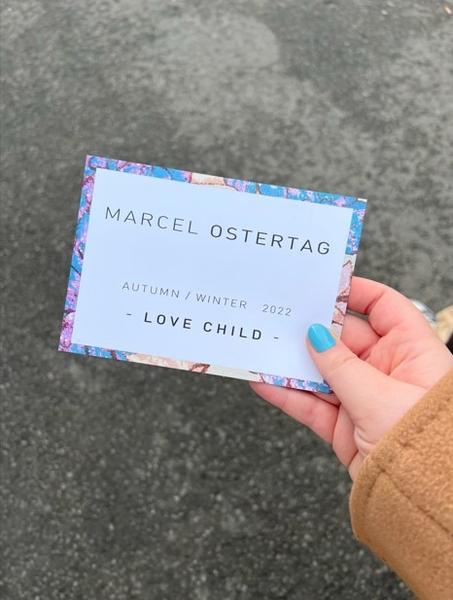 MARCEL OSTERTAG
AUTUMN / WINTER 2022
- LOVE CHILD -